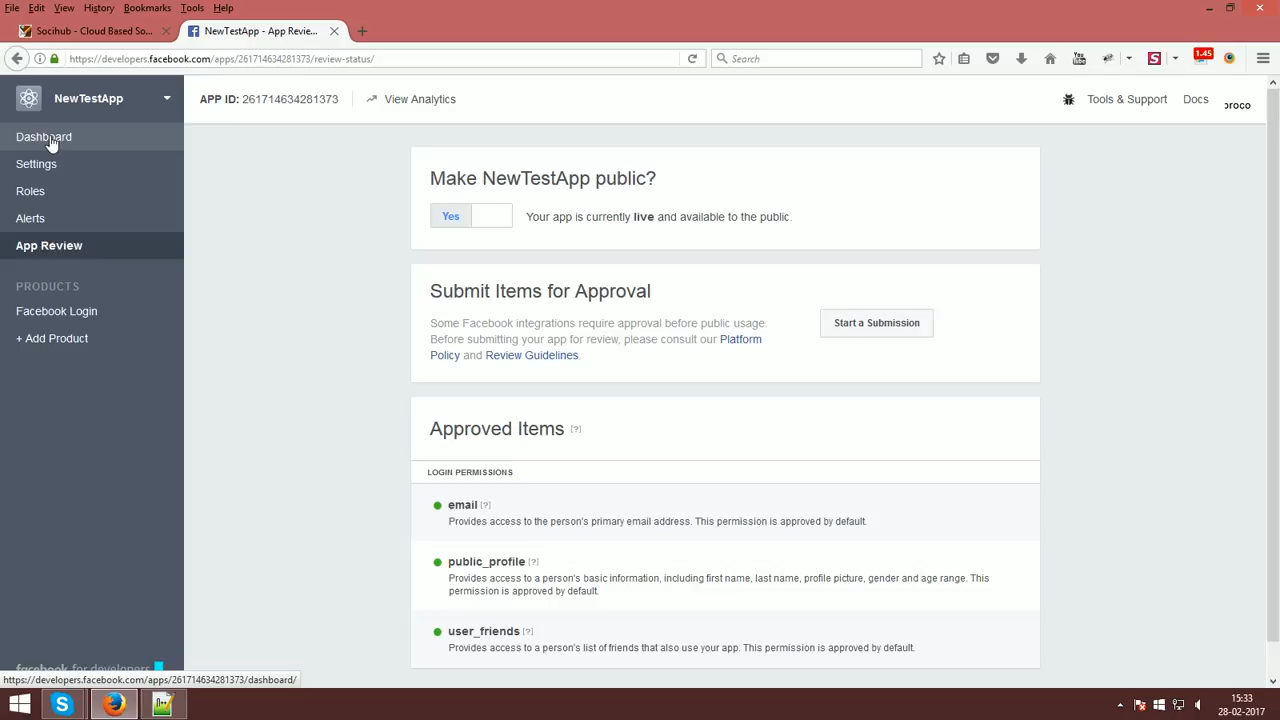 File Edit View History Bookmarks Tools Help
Socihub - Cloud Based So... × NewTestApp - App Revie... × +
https://developers.facebook.com/apps/261714634281373/review-status/ Search You Tube S 1.45
NewTestApp
APP ID: 261714634281373 View Analytics Tools & Support Docs proco
Dashboard
Settings
Roles
Alerts
App Review
PRODUCTS
Facebook Login
+ Add Product
Make NewTestApp public?
Yes Your app is currently live and available to the public.
Submit Items for Approval
Some Facebook integrations require approval before public usage.
Before submitting your app for review, please consult our Platform
Policy and Review Guidelines.
Start a Submission
Approved Items [?]
LOGIN PERMISSIONS
email [?]
Provides access to the person's primary email address. This permission is approved by default.
public_profile [?]
Provides access to a person's basic information, including first name, last name, profile picture, gender and age range. This
permission is approved by default.
user_friends [?]
Provides access to a person's list of friends that also use your app. This permission is approved by default.
facebook for developers
https://developers.facebook.com/apps/261714634281373/dashboard/
15:33
28-02-2017